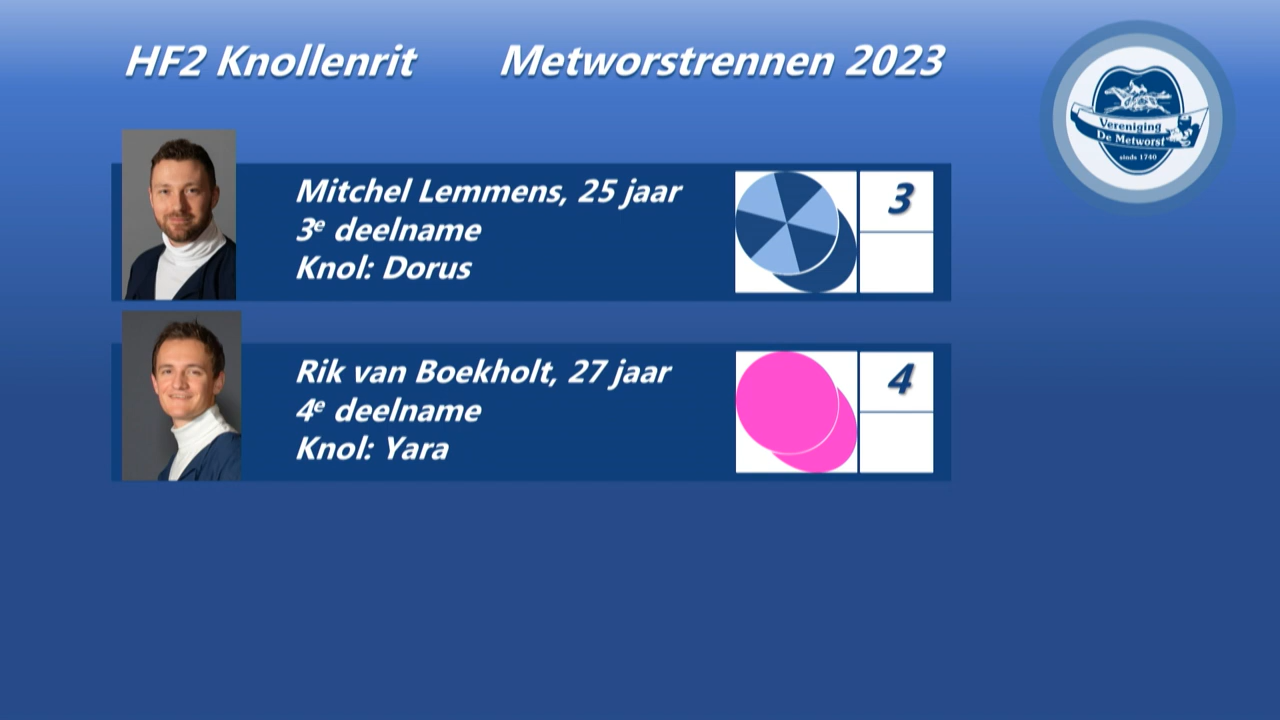 HF2 Knollenrit Metworstrennen 2023
Vereniging
De Metworst
sinds 1740
Mitchel Lemmens, 25 jaar
3e deelname
Knol: Dorus
3
Rik van Boekholt, 27 jaar
4e deelname
Knol: Yara
4